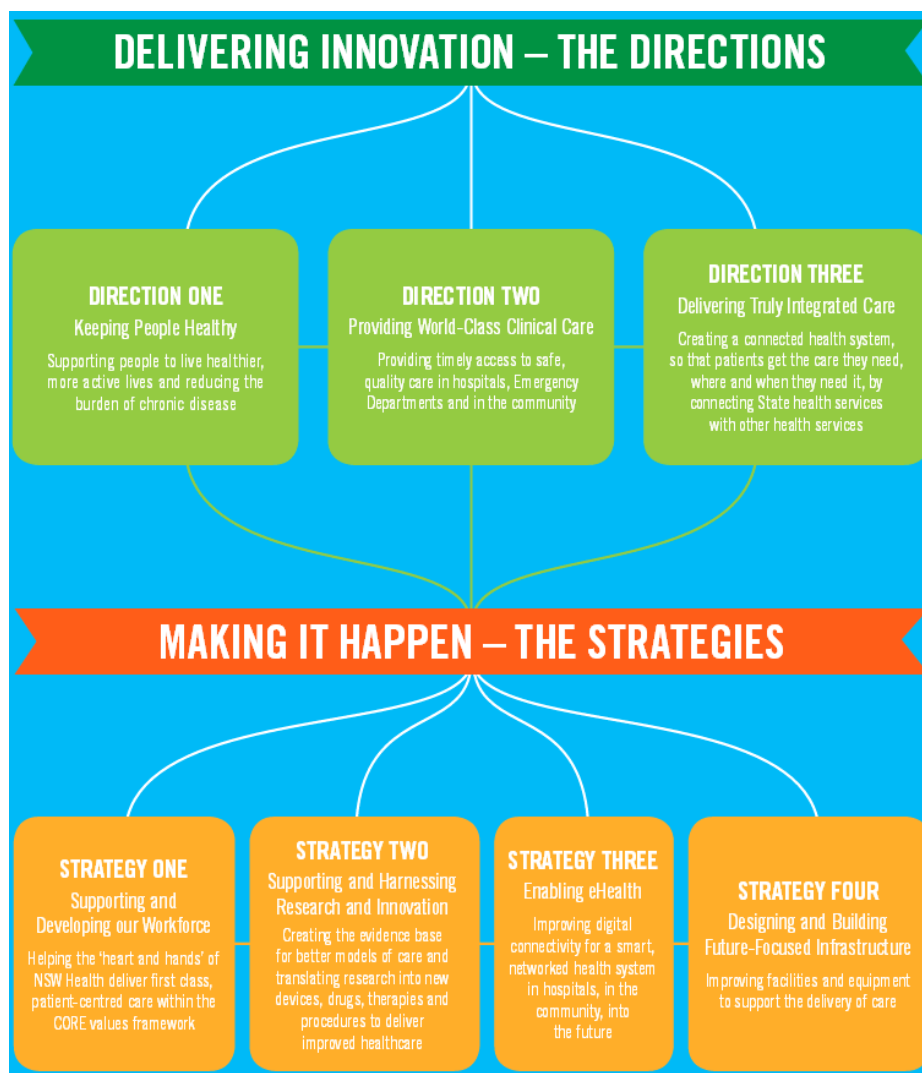 DELIVERING INNOVATION – THE DIRECTIONS
DIRECTION ONE
Keeping People Healthy
Supporting people to live healthier,
more active lives and reducing the
burden of chronic disease
DIRECTION TWO
Providing World-Class Clinical Care
Providing timely access to safe,
quality care in hospitals, Emergency
Departments and in the community
DIRECTION THREE
Delivering Truly Integrated Care
Creating a connected health system,
so that patients get the care they need,
where and when they need it, by
connecting State health services
with other health services
MAKING IT HAPPEN – THE STRATEGIES
STRATEGY ONE
Supporting and
Developing our Workforce
Helping the ‘heart and hands’ of
NSW Health deliver first class,
patient-centred care within the
CORE values framework
STRATEGY TWO
Supporting and Harnessing
Research and Innovation
Creating the evidence base
for better models of care and
translating research into new
devices, drugs, therapies and
procedures to deliver
improved healthcare
STRATEGY THREE
Enabling eHealth
Improving digital
connectivity for a smart,
networked health system
in hospitals, in the
community, into
the future
STRATEGY FOUR
Designing and Building
Future-Focused Infrastructure
Improving facilities and equipment
to support the delivery of care